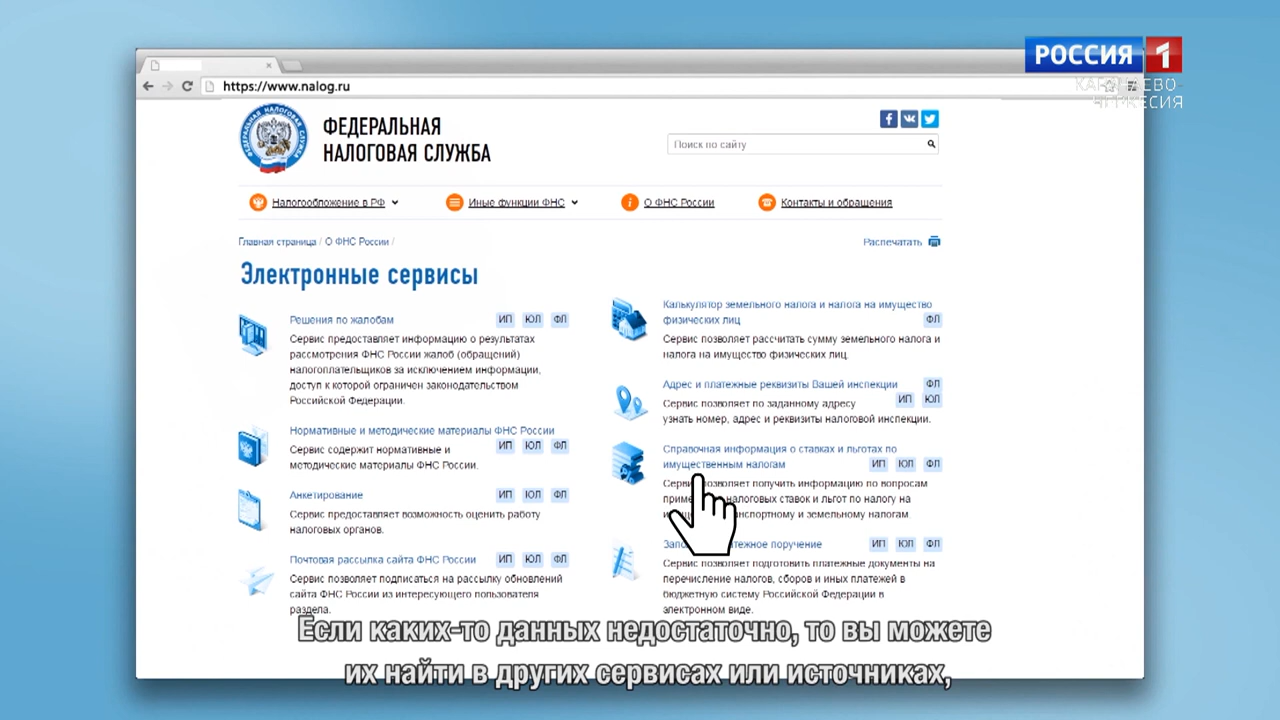 РОССИЯ 1
КАРАЧАЕВО-
ЧЕРКЕСИЯ
https://www.nalog.ru
ФЕДЕРАЛЬНАЯ НАЛОГОВАЯ СЛУЖБА
ФЕДЕРАЛЬНАЯ
НАЛОГОВАЯ СЛУЖБА
Поиск по сайту
Налогообложение в РФ Иные функции ФНС О ФНС России Контакты и обращения
Главная страница / О ФНС России /
Распечатать
Электронные сервисы
Решения по жалобам ИП ЮЛ ФЛ
Сервис предоставляет информацию о результатах
рассмотрения ФНС России жалоб (обращений)
налогоплательщиков за исключением информации,
доступ к которой ограничен законодательством
Российской Федерации.
Нормативные и методические материалы ФНС России
ИП ЮЛ ФЛ
Сервис содержит нормативные и
методические материалы ФНС России.
Анкетирование ИП ЮЛ ФЛ
Сервис предоставляет возможность оценить работу
налоговых органов.
Почтовая рассылка сайта ФНС России ИП ЮЛ ФЛ
Сервис позволяет подписаться на рассылку обновлений
сайта ФНС России из интересующего пользователя
раздела.
Калькулятор земельного налога и налога на имущество
физических лиц ФЛ
Сервис позволяет рассчитать сумму земельного налога и
налога на имущество физических лиц.
Адрес и платежные реквизиты Вашей инспекции ФЛ
ИП ЮЛ
Сервис позволяет по заданному адресу
узнать номер, адрес и реквизиты налоговой инспекции.
Справочная информация о ставках и льготах по
имущественным налогам ИП ЮЛ ФЛ
Сервис позволяет получить информацию по вопросам
налоговых ставок и льгот по налогу на
земельному налогам.
платежное поручение ИП ЮЛ ФЛ
Сервис позволяет подготовить платежные документы на
перечисление налогов, сборов и иных платежей в
бюджетную систему Российской Федерации в
электронном виде.
Если каких-то данных недостаточно, то вы можете
их найти в других сервисах или источниках,